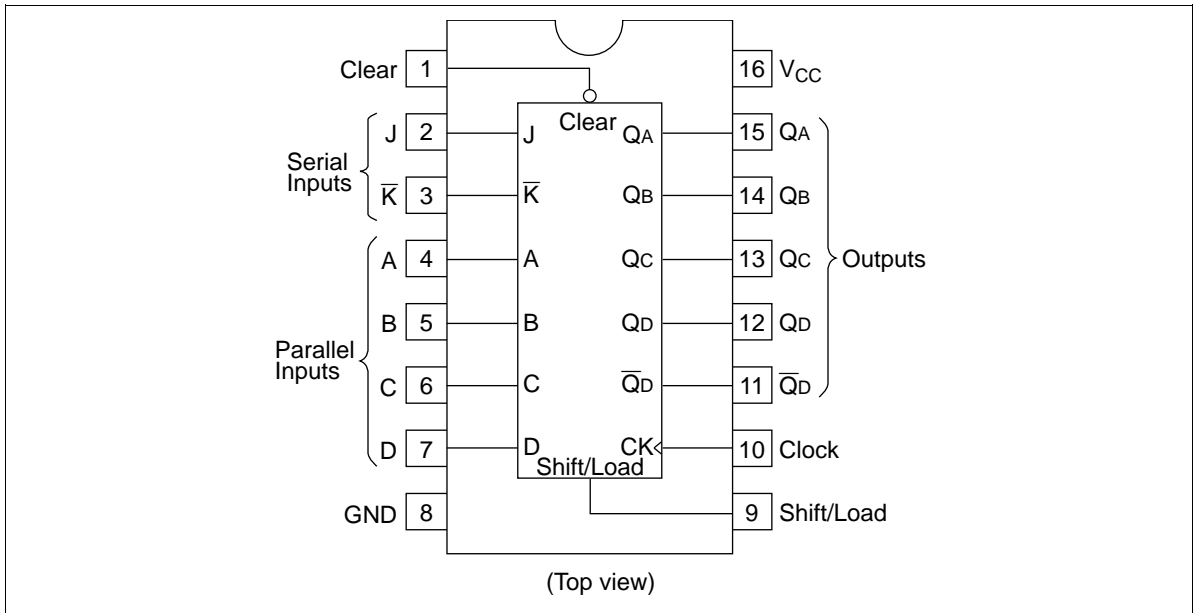 Clear 1
J 2
K̅ 3
Serial
Inputs
A 4
B 5
C 6
D 7
Parallel
Inputs
GND 8
Clear
J
K̅
A
B
C
D
QA
QB
QC
QD
Q̅D
CK
Shift/Load
16 VCC
15 QA
14 QB
13 QC
12 QD
11 Q̅D
Outputs
10 Clock
9 Shift/Load
(Top view)